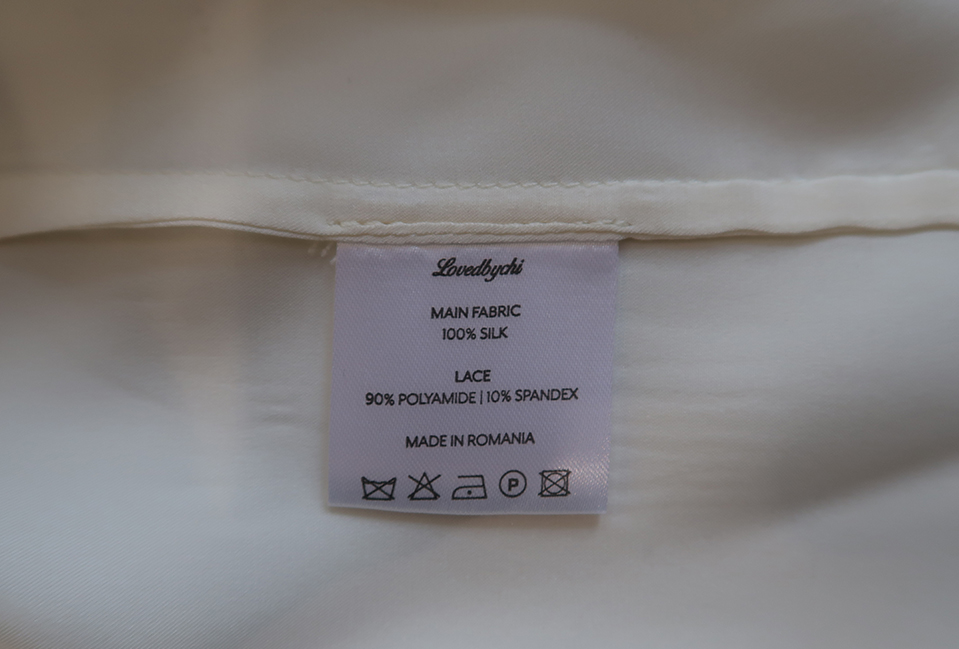 Lovedbychi
MAIN FABRIC
100% SILK
LACE
90% POLYAMIDE | 10% SPANDEX
MADE IN ROMANIA
P